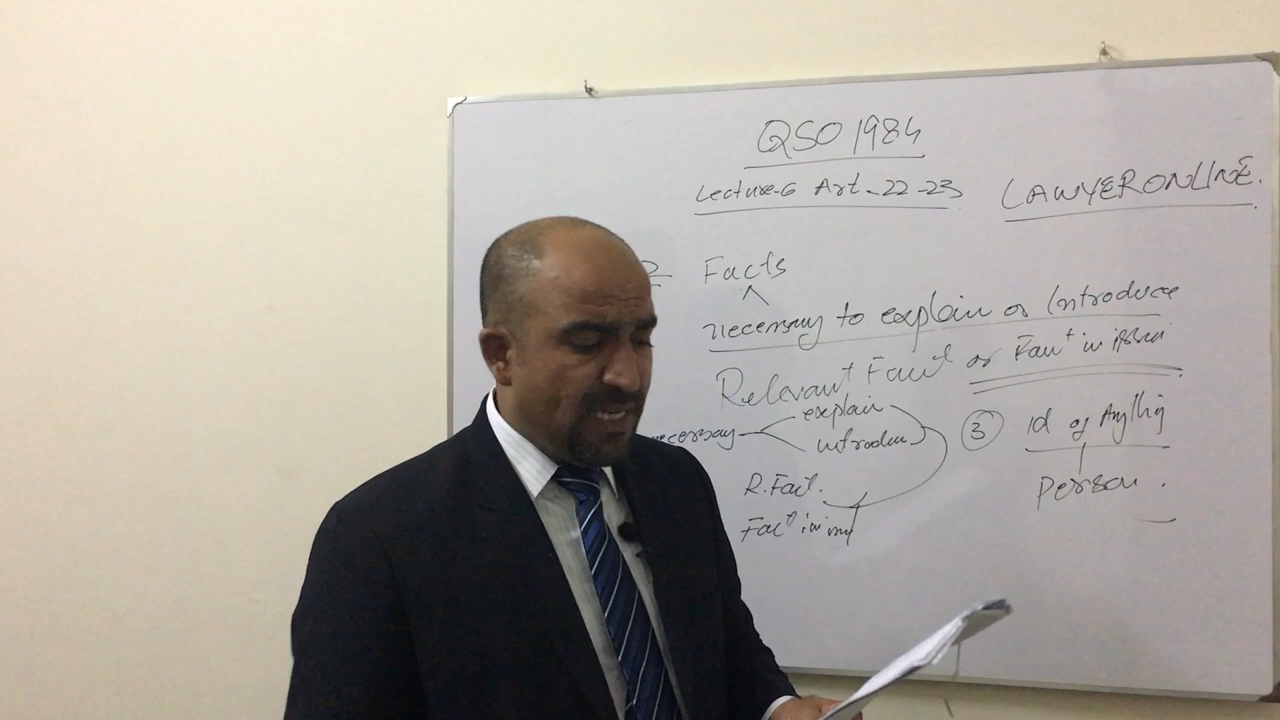 QSO 1984
Lecture-6 Art-22-23
LAWYERONLINE.
Facts
necessary to explain or Introduce
Relevant Fact or Fact in issue
explain
necessary
introduce
R. Fact.
Fact in
3 Id of Anything
Person.